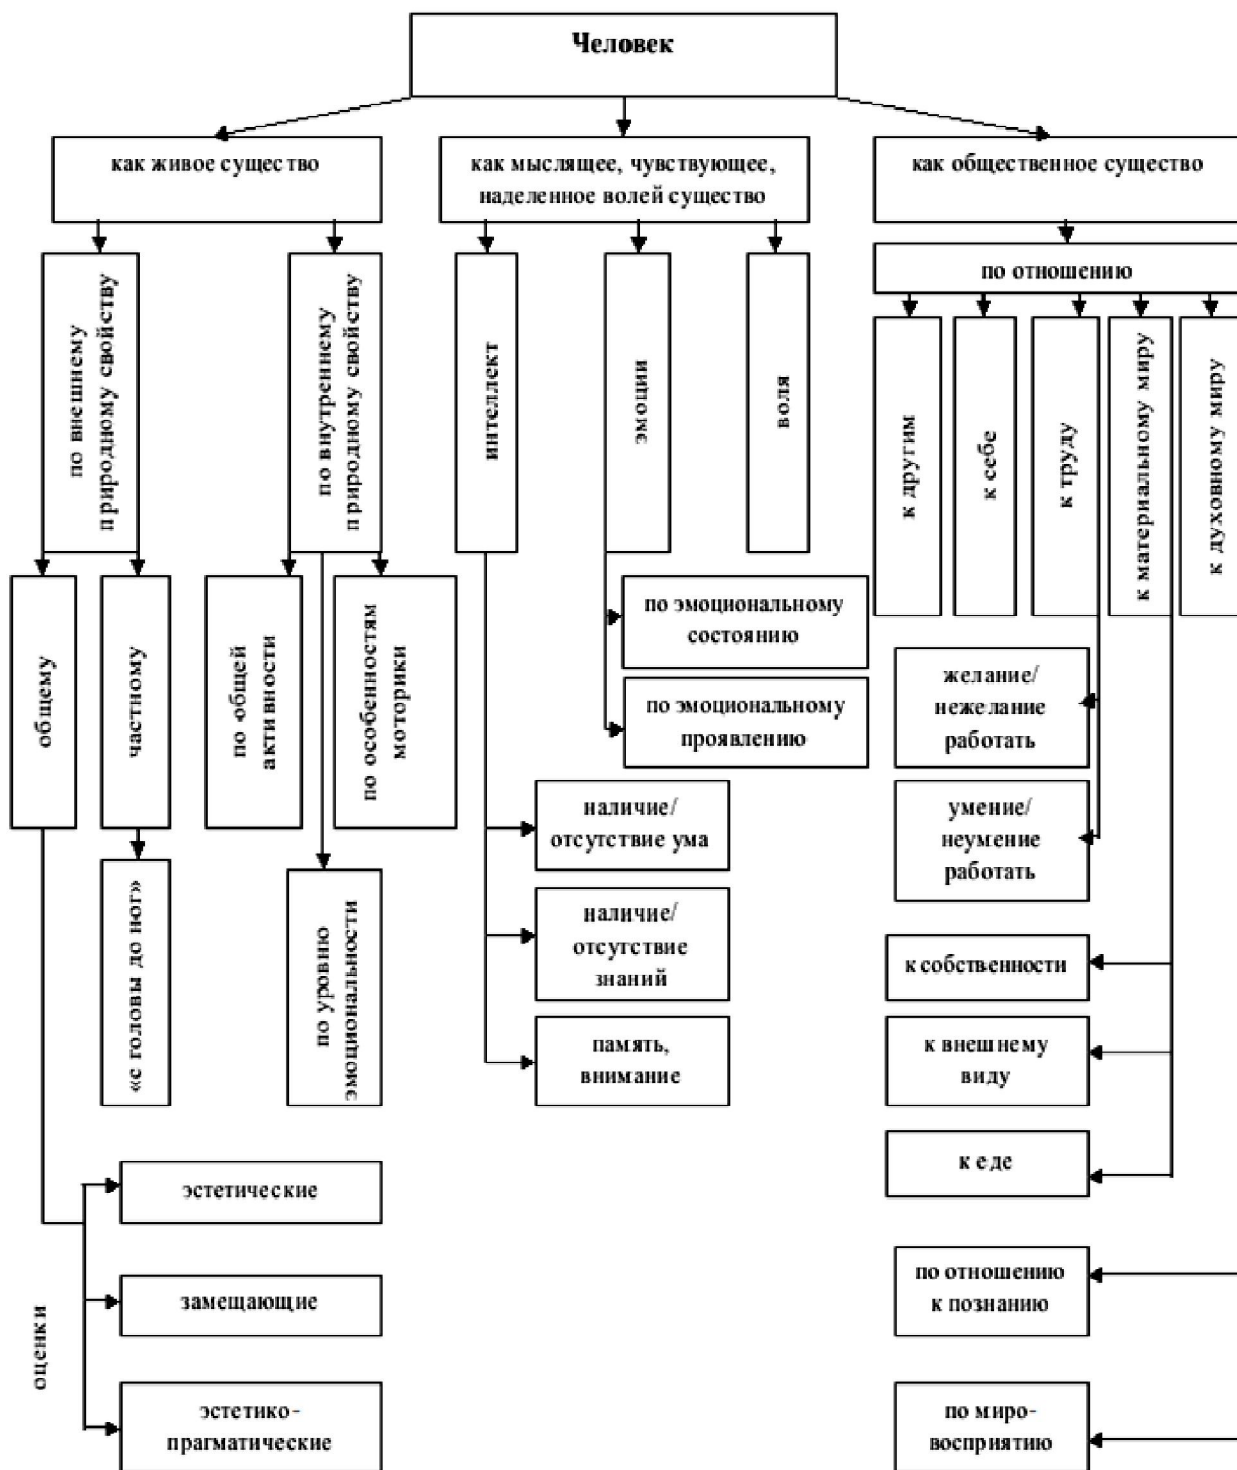 Человек
как живое существо
как мыслящее, чувствующее,
наделенное волей существо
как общественное существо
по отношению
по внешнему
природному свойству
по внутреннему
природному свойству
интеллект
эмоции
воля
к другим
к себе
к труду
к материальному миру
к духовному миру
общему
частному
по общей
активности
по особенностям
моторики
по эмоциональному
состоянию
по эмоциональному
проявлению
желание/
нежелание
работать
наличие/
отсутствие ума
умение/
неумение
работать
«с головы до ног»
по уровню
эмоциональности
наличие/
отсутствие
знаний
к собственности
память,
внимание
к внешнему
виду
к еде
эстетические
оценки
замещающие
по отношению
к познанию
эстетико-
прагматические
по миро-
восприятию